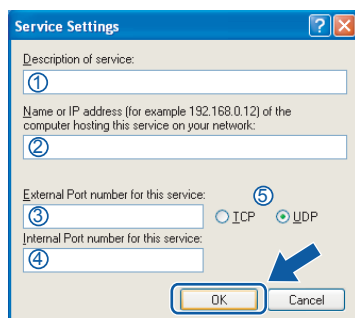 Service Settings
Description of service:
①
Name or IP address (for example 192.168.0.12) of the
computer hosting this service on your network:
②
External Port number for this service:
⑤
③
TCP
UDP
Internal Port number for this service:
④
OK
Cancel